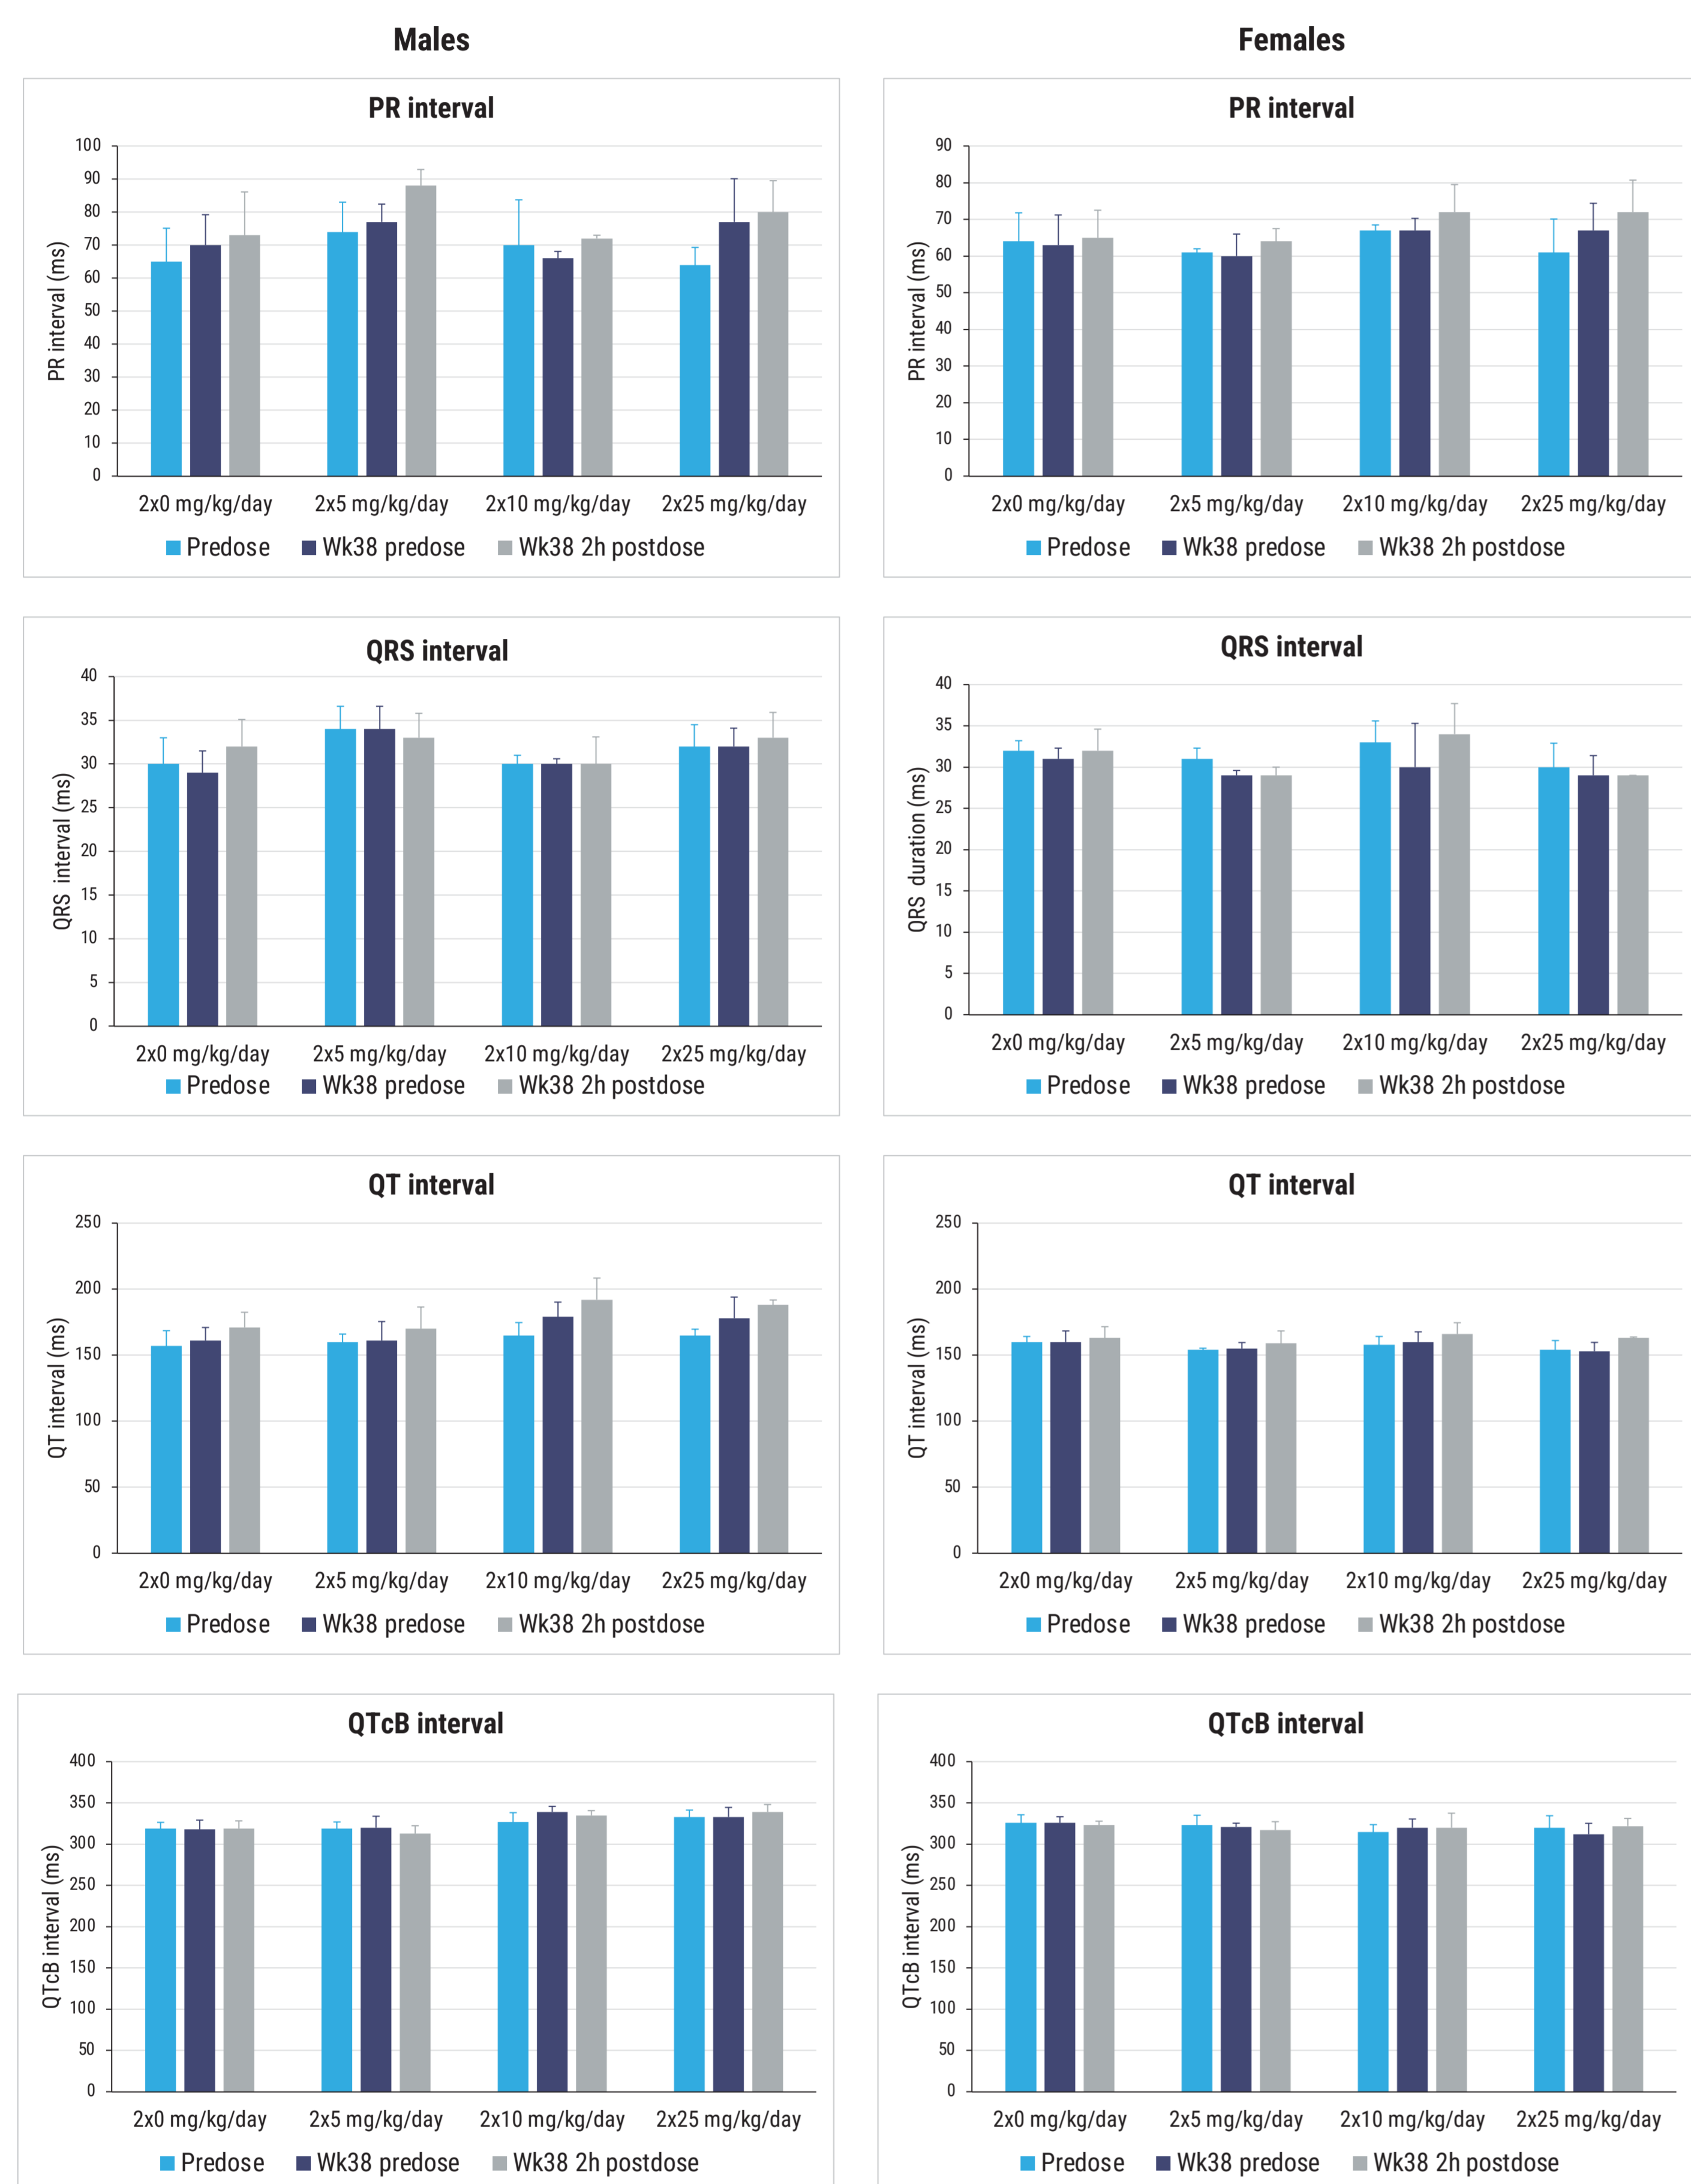 Males
Females
PR interval
PR interval (ms)
100
90
80
70
60
50
40
30
20
10
0
2x0 mg/kg/day 2x5 mg/kg/day 2x10 mg/kg/day 2x25 mg/kg/day
Predose Wk38 predose Wk38 2h postdose
PR interval
PR interval (ms)
90
80
70
60
50
40
30
20
10
0
2x0 mg/kg/day 2x5 mg/kg/day 2x10 mg/kg/day 2x25 mg/kg/day
Predose Wk38 predose Wk38 2h postdose
QRS interval
QRS interval (ms)
40
35
30
25
20
15
10
5
0
2x0 mg/kg/day 2x5 mg/kg/day 2x10 mg/kg/day 2x25 mg/kg/day
Predose Wk38 predose Wk38 2h postdose
QRS interval
QRS duration (ms)
40
35
30
25
20
15
10
5
0
2x0 mg/kg/day 2x5 mg/kg/day 2x10 mg/kg/day 2x25 mg/kg/day
Predose Wk38 predose Wk38 2h postdose
QT interval
QT interval (ms)
250
200
150
100
50
0
2x0 mg/kg/day 2x5 mg/kg/day 2x10 mg/kg/day 2x25 mg/kg/day
Predose Wk38 predose Wk38 2h postdose
QT interval
QT interval (ms)
250
200
150
100
50
0
2x0 mg/kg/day 2x5 mg/kg/day 2x10 mg/kg/day 2x25 mg/kg/day
Predose Wk38 predose Wk38 2h postdose
QTcB interval
QTcB interval (ms)
400
350
300
250
200
150
100
50
0
2x0 mg/kg/day 2x5 mg/kg/day 2x10 mg/kg/day 2x25 mg/kg/day
Predose Wk38 predose Wk38 2h postdose
QTcB interval
QTcB interval (ms)
400
350
300
250
200
150
100
50
0
2x0 mg/kg/day 2x5 mg/kg/day 2x10 mg/kg/day 2x25 mg/kg/day
Predose Wk38 predose Wk38 2h postdose